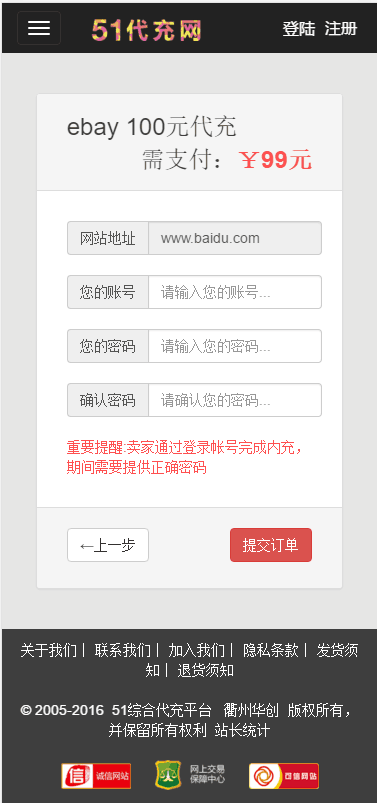 51代充网
登陆 注册
ebay 100元代充
需支付：￥99元
网站地址 www.baidu.com
您的账号 请输入您的账号...
您的密码 请输入您的密码...
确认密码 请确认您的密码...
重要提醒:卖家通过登录帐号完成内充，
期间需要提供正确密码
←上一步 提交订单
关于我们 | 联系我们 | 加入我们 | 隐私条款 | 发货须
知 | 退货须知
© 2005-2016 51综合代充平台 衢州华创 版权所有，
并保留所有权利 站长统计
诚信网站 网上交易 可信网站
保障中心